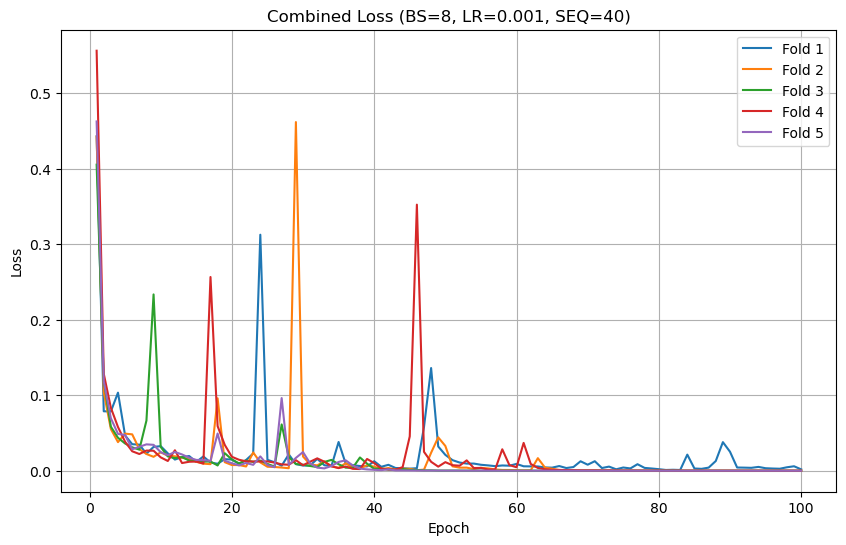 Combined Loss (BS=8, LR=0.001, SEQ=40)
Fold 1
Fold 2
Fold 3
Fold 4
Fold 5
Loss
0.5
0.4
0.3
0.2
0.1
0.0
0 20 40 60 80 100
Epoch